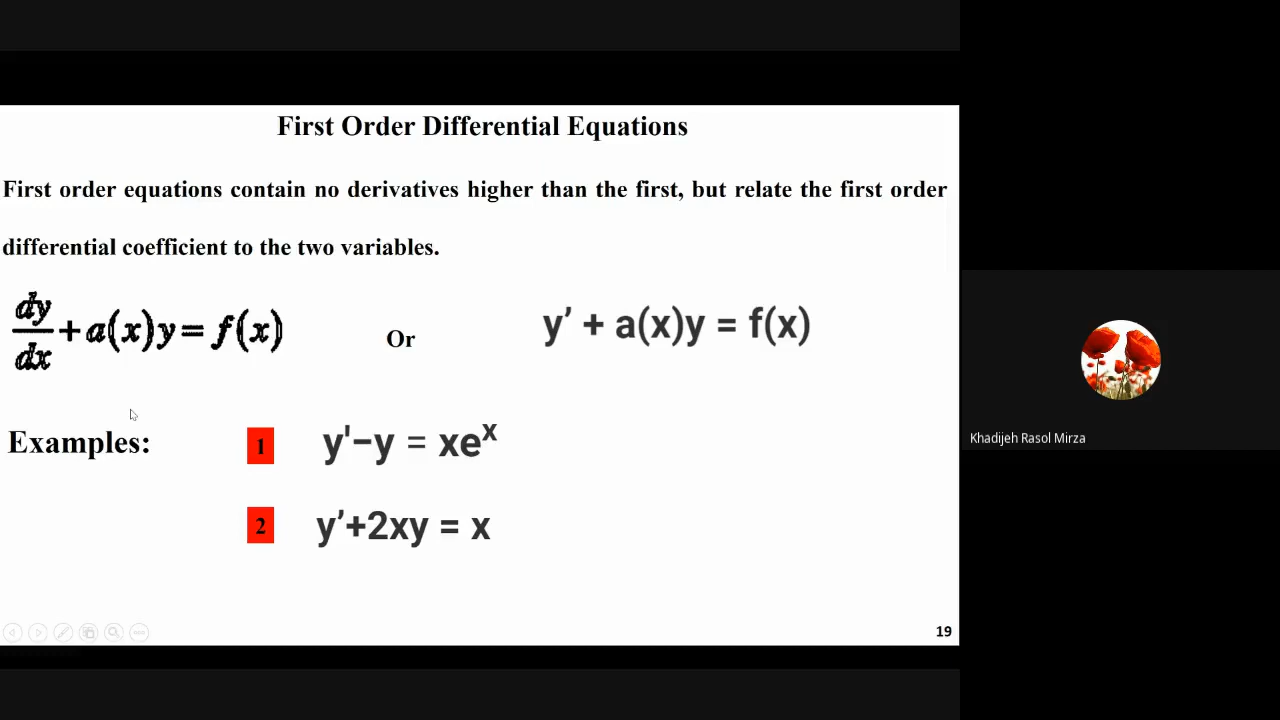 First Order Differential Equations
First order equations contain no derivatives higher than the first, but relate the first order
differential coefficient to the two variables.
dy/dx + a(x)y = f(x) Or y’ + a(x)y = f(x)
Examples: 1 y'−y = xeˣ
2 y’+2xy = x
19
Khadijeh Rasol Mirza